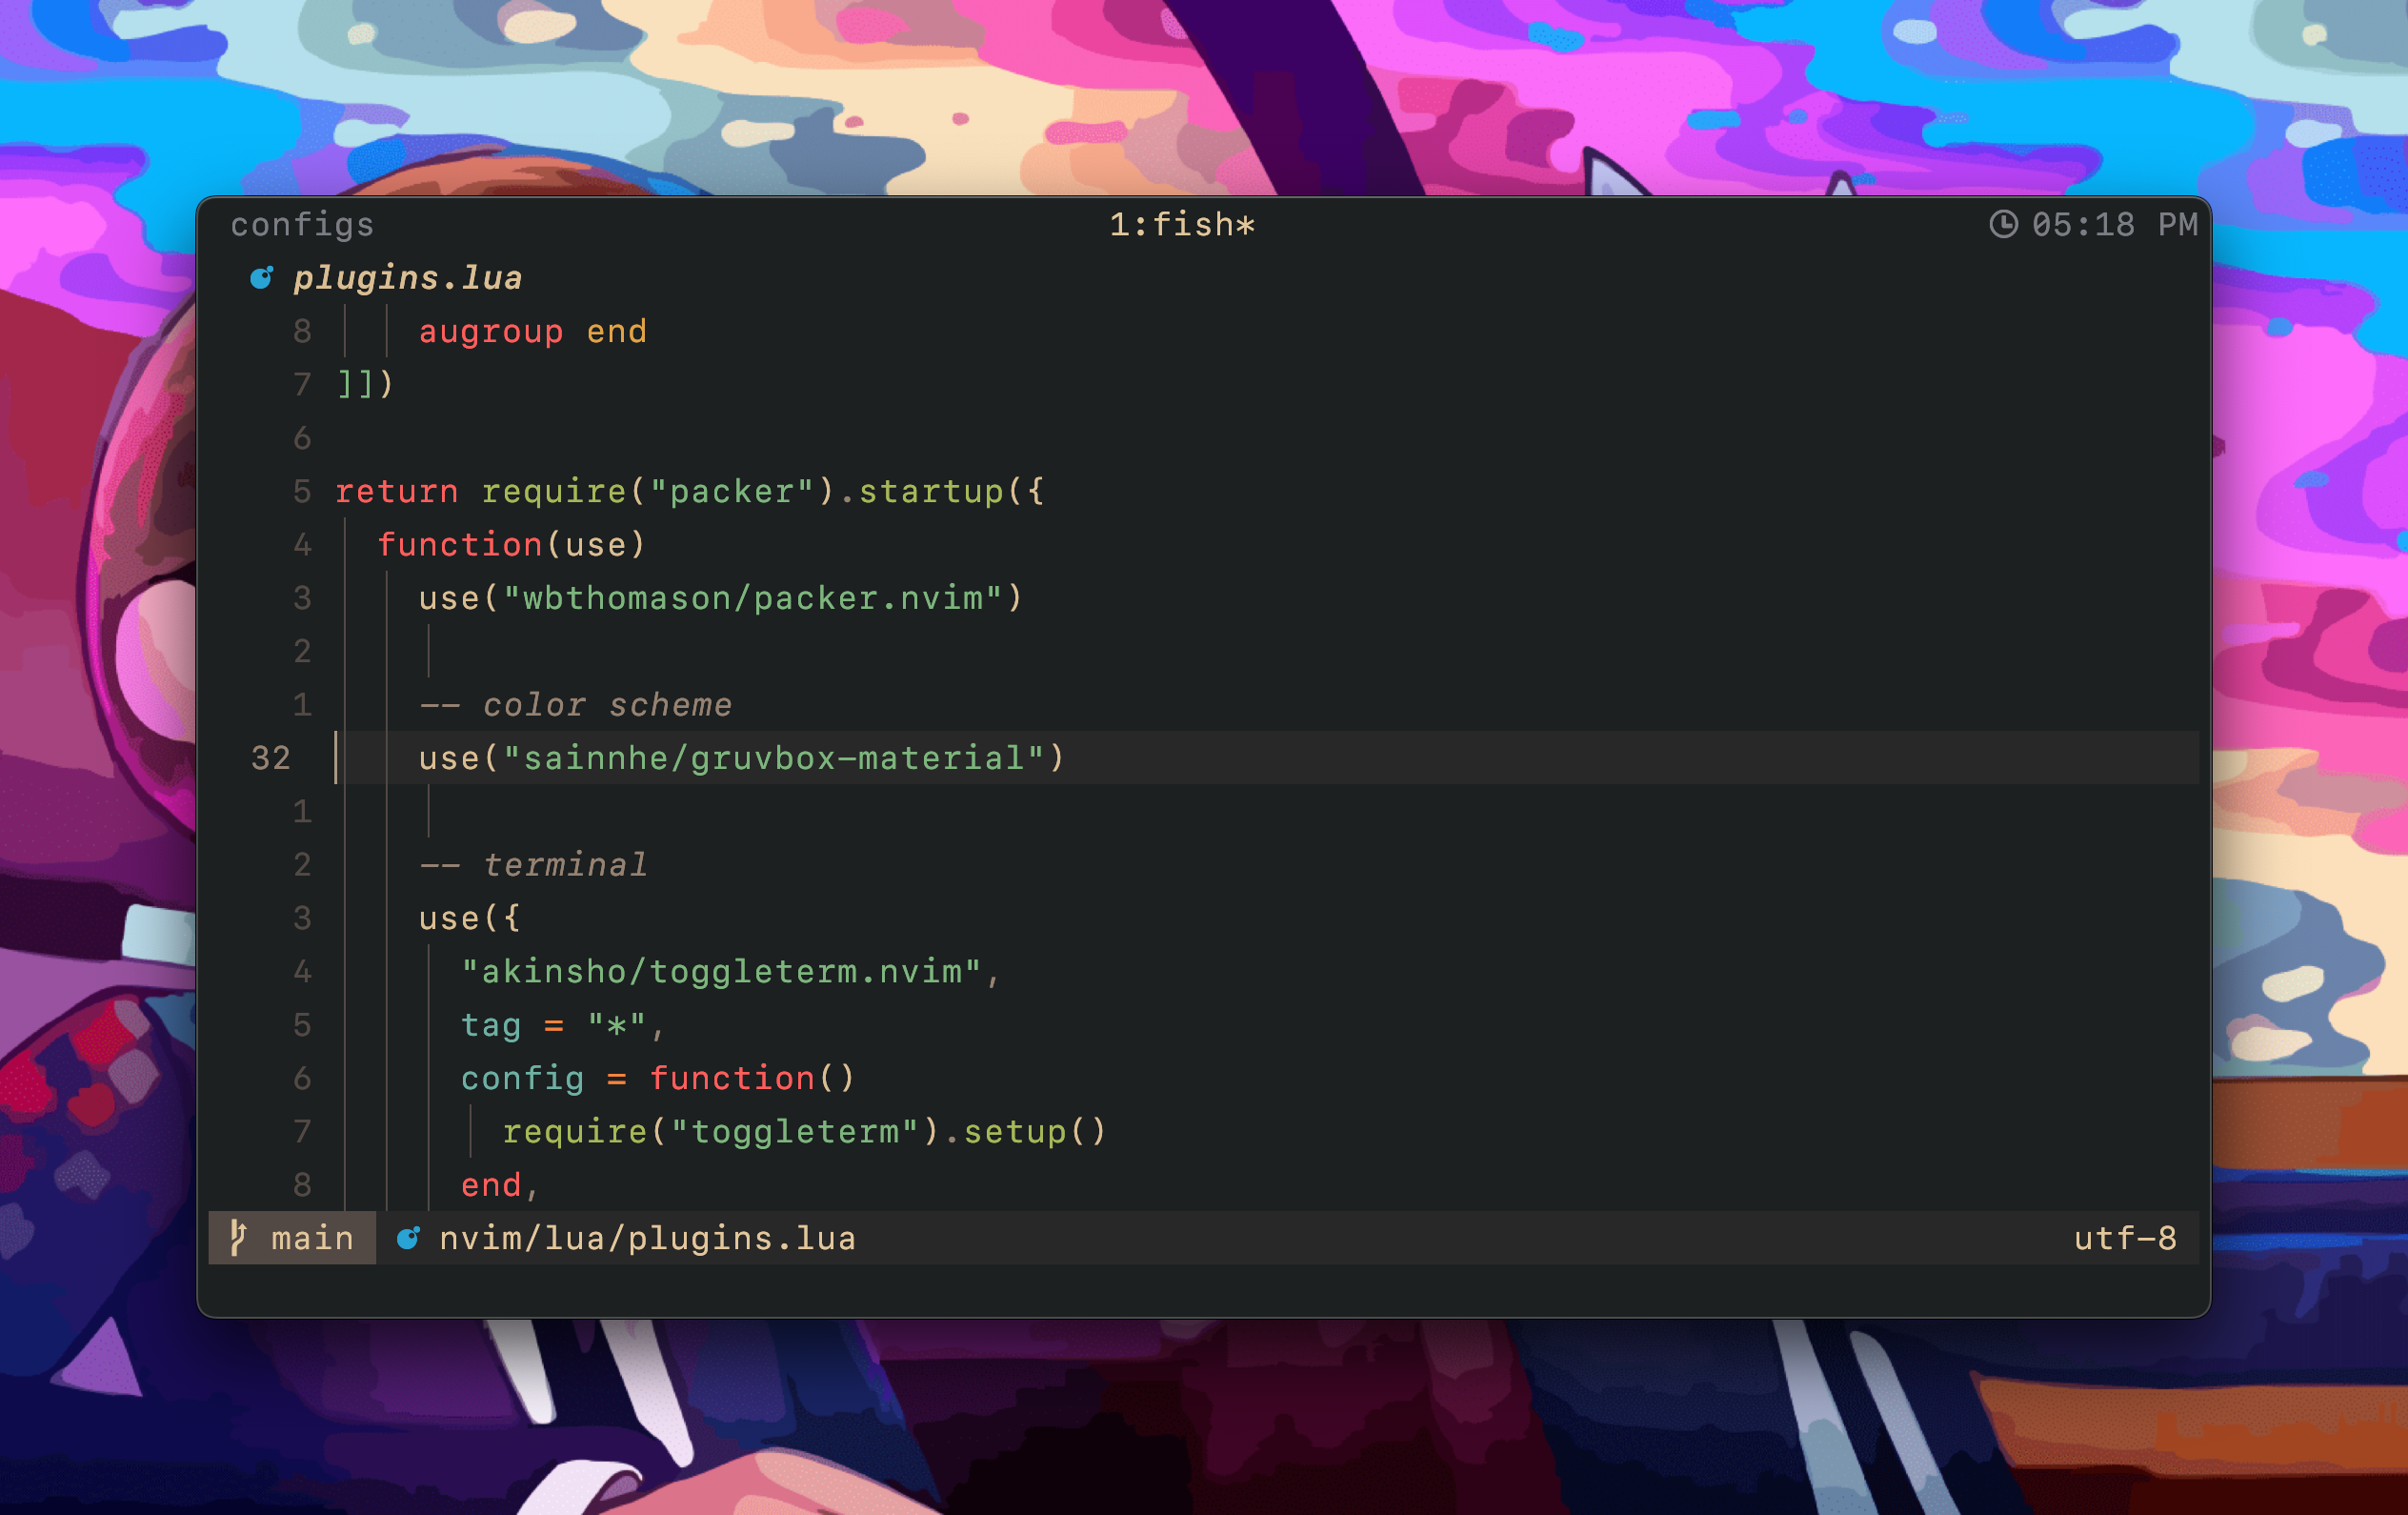 configs 1:fish* 05:18 PM
plugins.lua
8 augroup end
7 ]])
6
5 return require("packer").startup({
4 function(use)
3 use("wbthomason/packer.nvim")
2
1 -- color scheme
32 use("sainnhe/gruvbox-material")
1
2 -- terminal
3 use({
4 "akinsho/toggleterm.nvim",
5 tag = "*",
6 config = function()
7 require("toggleterm").setup()
8 end,
main nvim/lua/plugins.lua utf-8